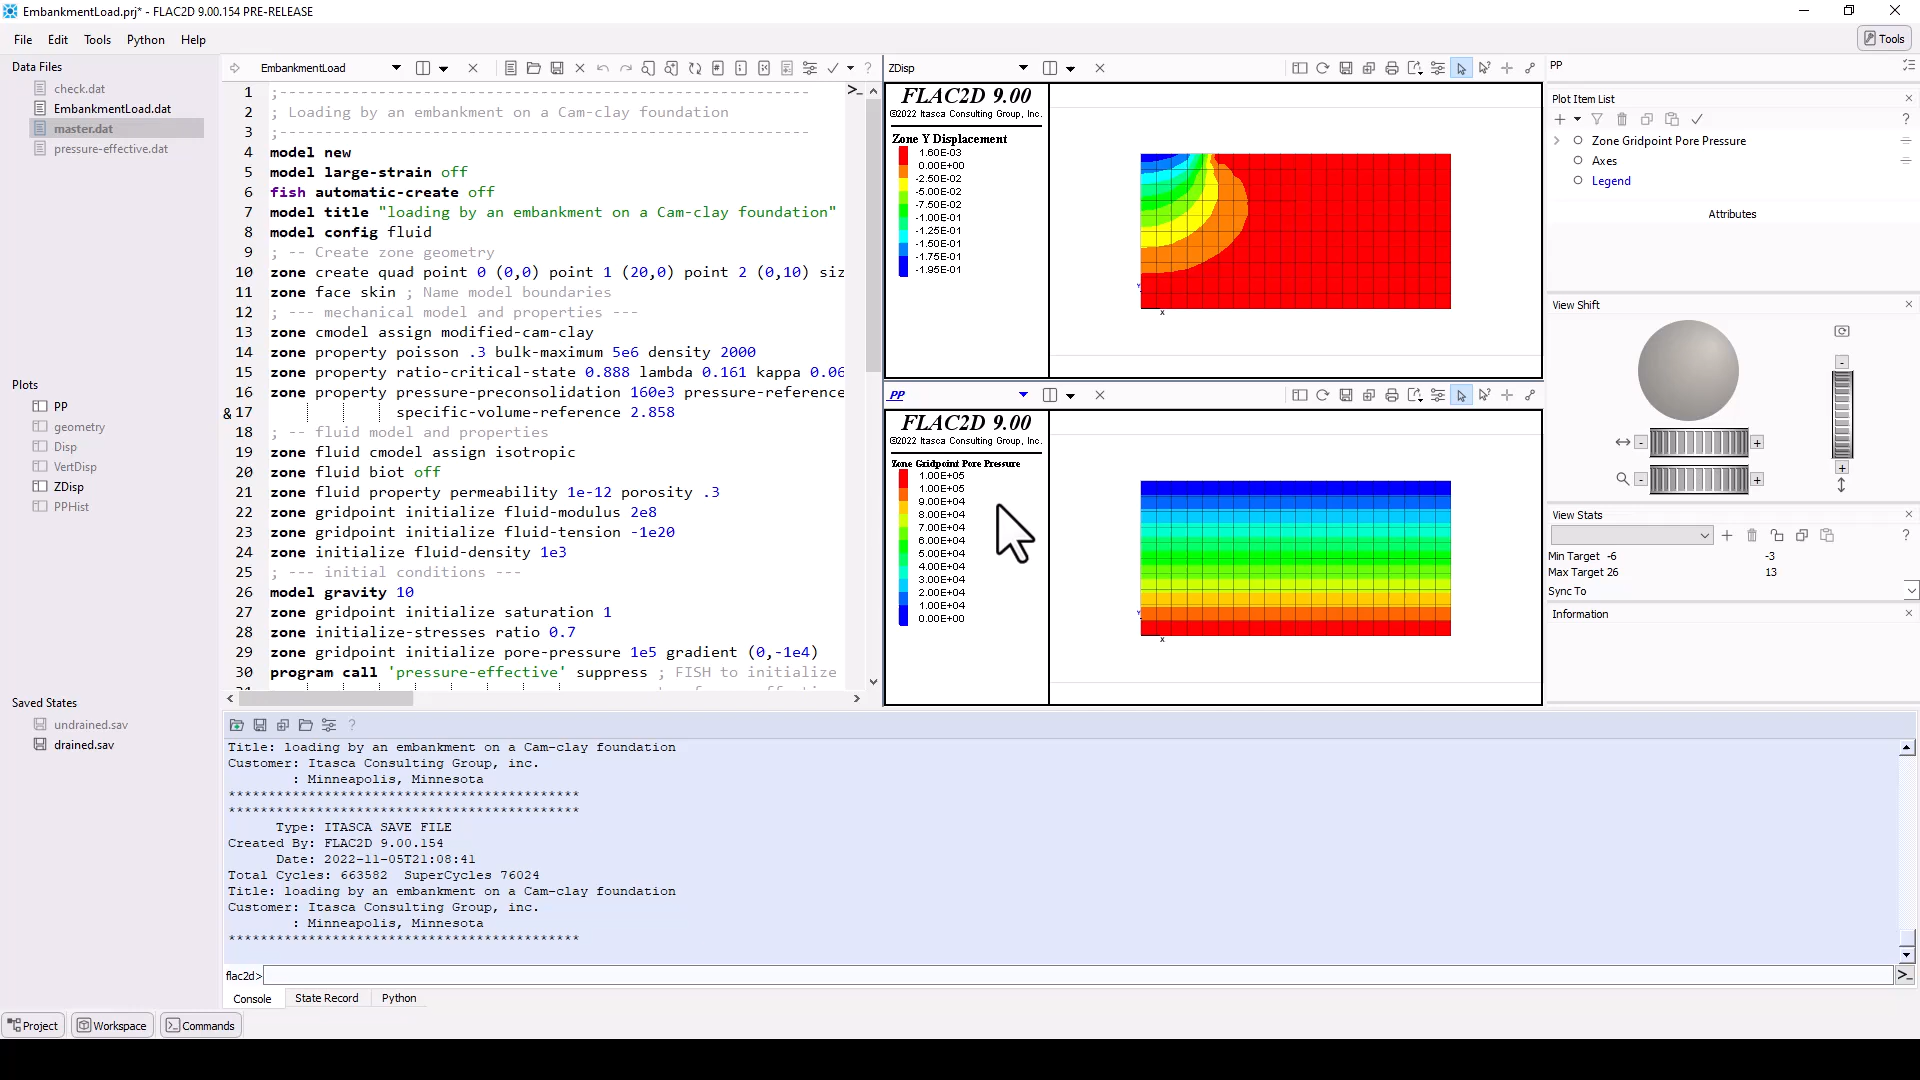 EmbankmentLoad.prj* - FLAC2D 9.00.154 PRE-RELEASE
File Edit Tools Python Help
Tools
Data Files
check.dat
EmbankmentLoad.dat
master.dat
pressure-effective.dat
Plots
PP
geometry
Disp
VertDisp
ZDisp
PPHist
Saved States
undrained.sav
drained.sav
EmbankmentLoad
1 ;-----------------------------------------------------------
2 ; Loading by an embankment on a Cam-clay foundation
3 ;-----------------------------------------------------------
4 model new
5 model large-strain off
6 fish automatic-create off
7 model title "loading by an embankment on a Cam-clay foundation"
8 model config fluid
9 ; -- Create zone geometry
10 zone create quad point 0 (0,0) point 1 (20,0) point 2 (0,10) siz
11 zone face skin ; Name model boundaries
12 ; --- mechanical model and properties ---
13 zone cmodel assign modified-cam-clay
14 zone property poisson .3 bulk-maximum 5e6 density 2000
15 zone property ratio-critical-state 0.888 lambda 0.161 kappa 0.06
16 zone property pressure-preconsolidation 160e3 pressure-reference
&17 specific-volume-reference 2.858
18 ; -- fluid model and properties
19 zone fluid cmodel assign isotropic
20 zone fluid biot off
21 zone fluid property permeability 1e-12 porosity .3
22 zone gridpoint initialize fluid-modulus 2e8
23 zone gridpoint initialize fluid-tension -1e20
24 zone initialize fluid-density 1e3
25 ; --- initial conditions ---
26 model gravity 10
27 zone gridpoint initialize saturation 1
28 zone initialize-stresses ratio 0.7
29 zone gridpoint initialize pore-pressure 1e5 gradient (0,-1e4)
30 program call 'pressure-effective' suppress ; FISH to initialize
ZDisp
FLAC2D 9.00
©2022 Itasca Consulting Group, Inc.
Zone Y Displacement
1.60E-03
0.00E+00
-2.50E-02
-5.00E-02
-7.50E-02
-1.00E-01
-1.25E-01
-1.50E-01
-1.75E-01
-1.95E-01
Y
X
PP
FLAC2D 9.00
©2022 Itasca Consulting Group, Inc.
Zone Gridpoint Pore Pressure
1.00E+05
1.00E+05
9.00E+04
8.00E+04
7.00E+04
6.00E+04
5.00E+04
4.00E+04
3.00E+04
2.00E+04
1.00E+04
0.00E+00
Y
X
PP
Plot Item List
Zone Gridpoint Pore Pressure
Axes
Legend
Attributes
View Shift
View Stats
Min Target -6 -3
Max Target 26 13
Sync To
Information
Title: loading by an embankment on a Cam-clay foundation
Customer: Itasca Consulting Group, inc.
: Minneapolis, Minnesota
********************************************
********************************************
Type: ITASCA SAVE FILE
Created By: FLAC2D 9.00.154
Date: 2022-11-05T21:08:41
Total Cycles: 663582 SuperCycles 76024
Title: loading by an embankment on a Cam-clay foundation
Customer: Itasca Consulting Group, inc.
: Minneapolis, Minnesota
********************************************
flac2d>
Console State Record Python
Project Workspace Commands